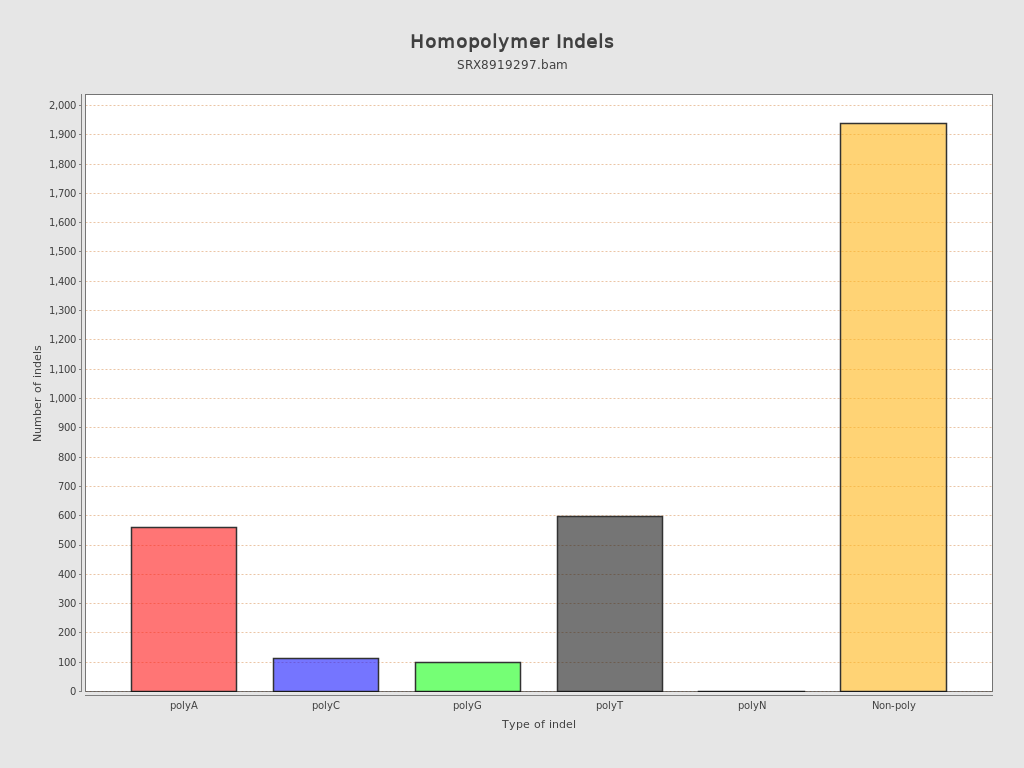 Homopolymer Indels
SRX8919297.bam
2,000
1,900
1,800
1,700
1,600
1,500
1,400
1,300
1,200
1,100
1,000
900
800
700
600
500
400
300
200
100
0
Number of indels
polyA
polyC
polyG
polyT
polyN
Non-poly
Type of indel